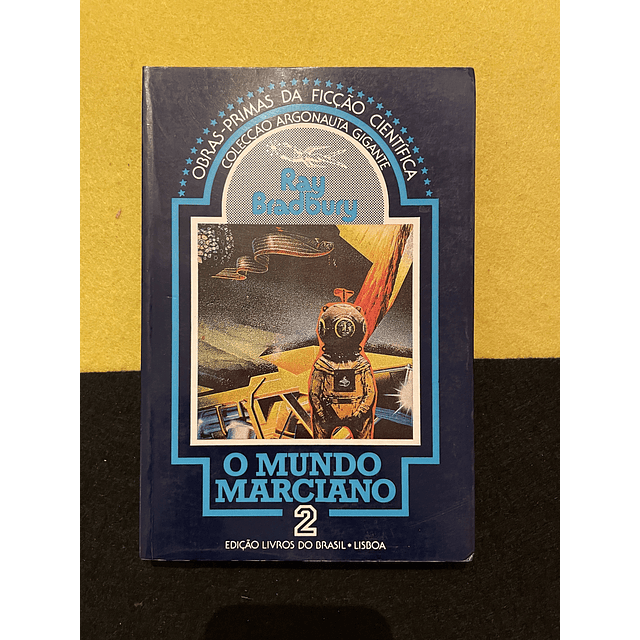 OBRAS-PRIMAS DA FICÇÃO CIENTÍFICA
COLECÇÃO ARGONAUTA GIGANTE
Ray
Bradbury
O MUNDO
MARCIANO
2
EDIÇÃO LIVROS DO BRASIL • LISBOA